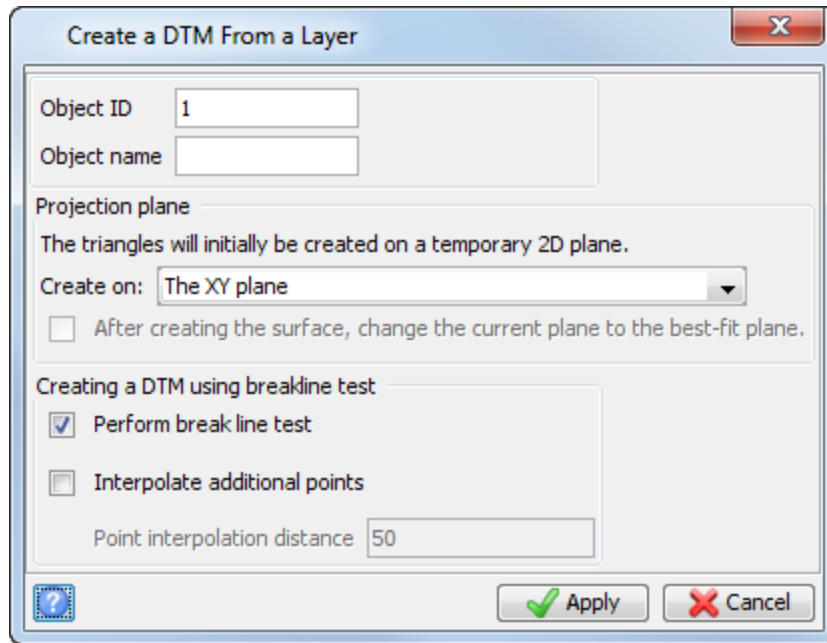 Create a DTM From a Layer
Object ID 1
Object name
Projection plane
The triangles will initially be created on a temporary 2D plane.
Create on: The XY plane
After creating the surface, change the current plane to the best-fit plane.
Creating a DTM using breakline test
Perform break line test
Interpolate additional points
Point interpolation distance 50
? Apply Cancel